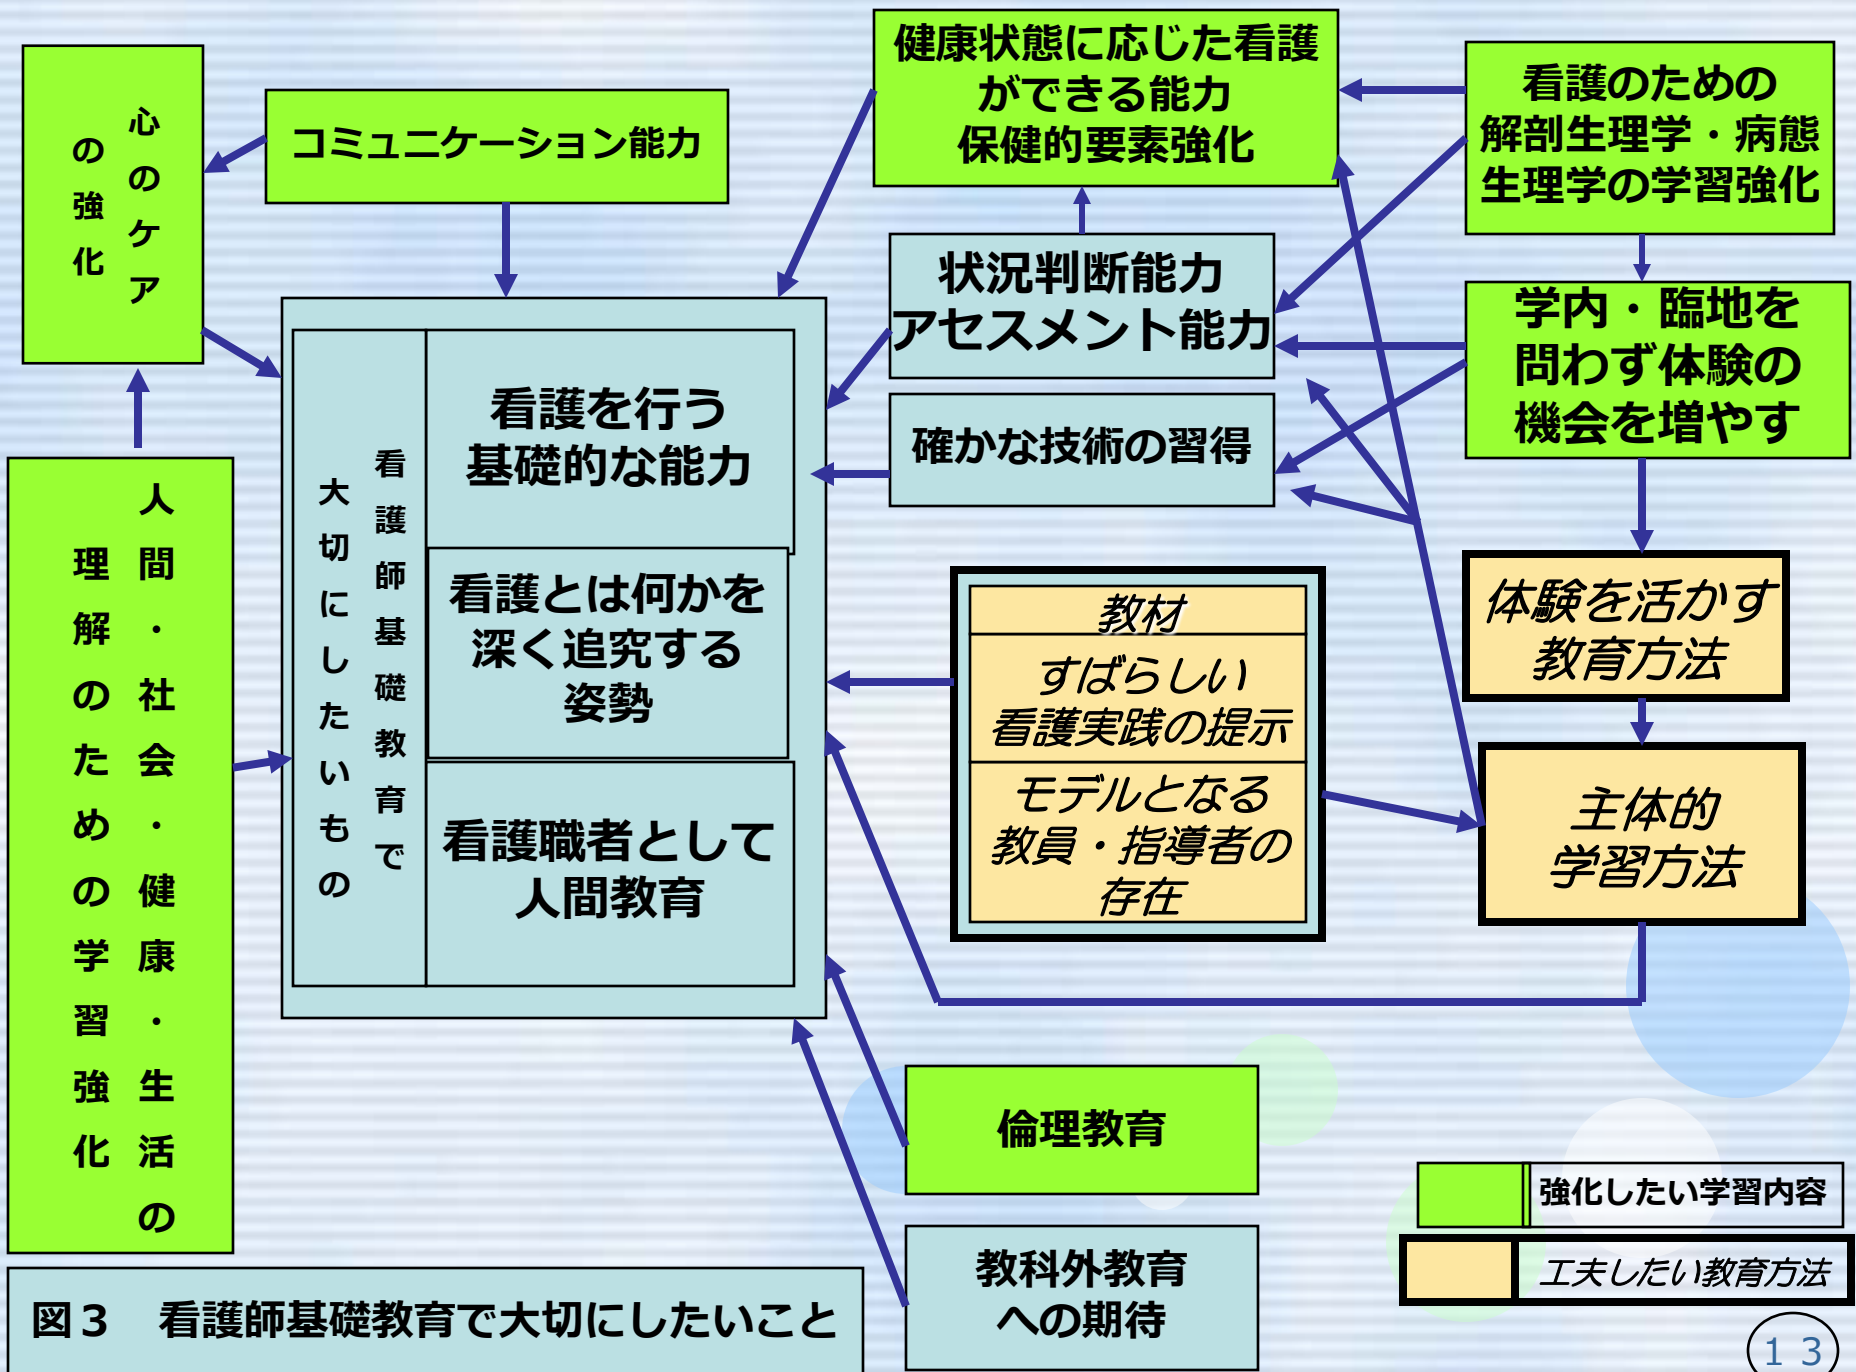 心のケア
の強化
コミュニケーション能力
健康状態に応じた看護
ができる能力
保健的要素強化
看護のための
解剖生理学・病態
生理学の学習強化
状況判断能力
アセスメント能力
学内・臨地を
問わず体験の
機会を増やす
確かな技術の習得
人間・社会・健康・生活の
理解のための学習強化
看護師基礎教育で
大切にしたいもの
看護を行う
基礎的な能力
看護とは何かを
深く追究する
姿勢
看護職者として
人間教育
教材
すばらしい
看護実践の提示
モデルとなる
教員・指導者の
存在
体験を活かす
教育方法
主体的
学習方法
倫理教育
教科外教育
への期待
強化したい学習内容
工夫したい教育方法
図３　看護師基礎教育で大切にしたいこと
１３